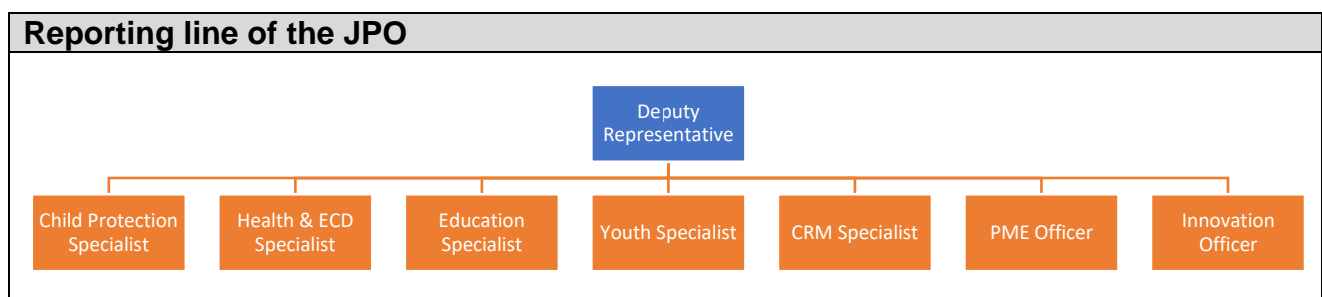 Reporting line of the JPO
Deputy
Representative
Child Protection
Specialist
Health & ECD
Specialist
Education
Specialist
Youth Specialist
CRM Specialist
PME Officer
Innovation
Officer